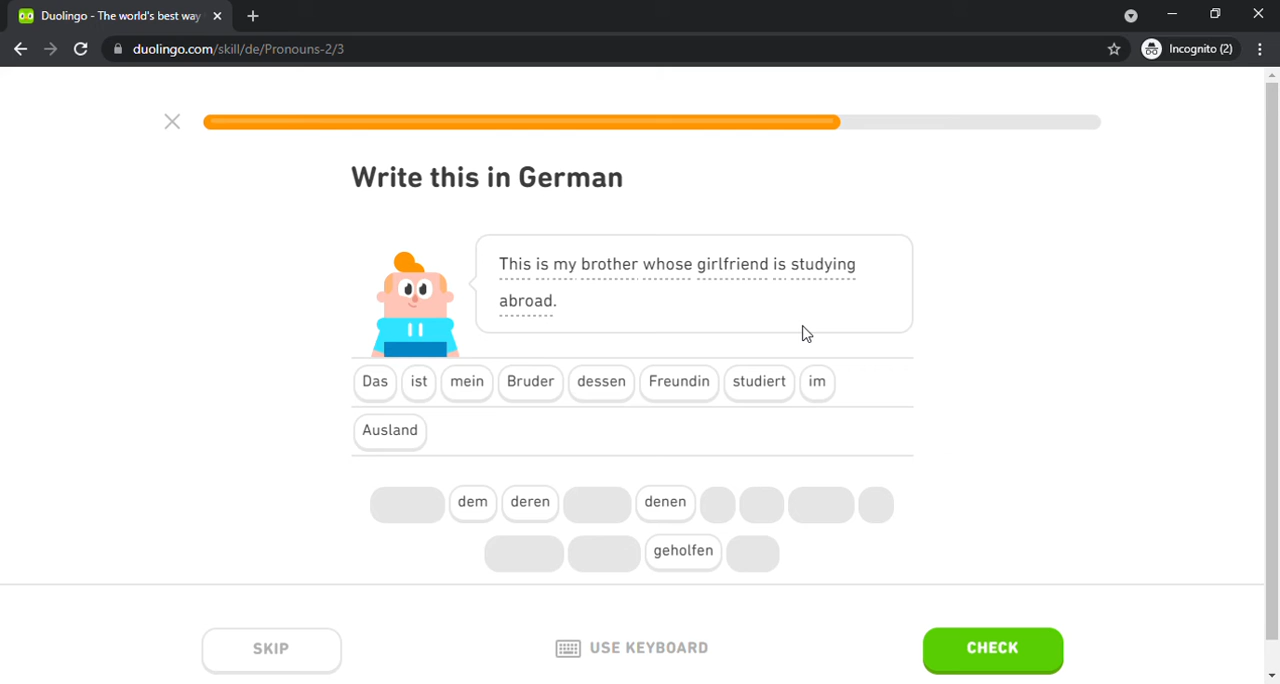 Duolingo - The world's best way
duolingo.com/skill/de/Pronouns-2/3
Incognito (2)
Write this in German
This is my brother whose girlfriend is studying
abroad.
Das ist mein Bruder dessen Freundin studiert im
Ausland
dem deren denen
geholfen
SKIP USE KEYBOARD CHECK